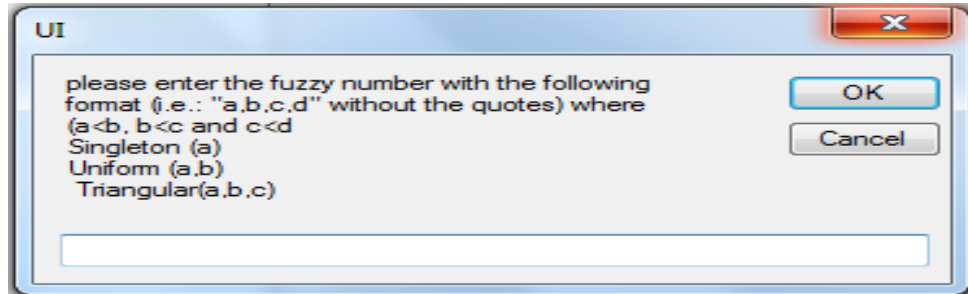 UI
please enter the fuzzy number with the following
format (i.e.: "a,b,c,d" without the quotes) where
(a<b, b<c and c<d
Singleton (a)
Uniform (a,b)
Triangular(a,b,c)
OK
Cancel